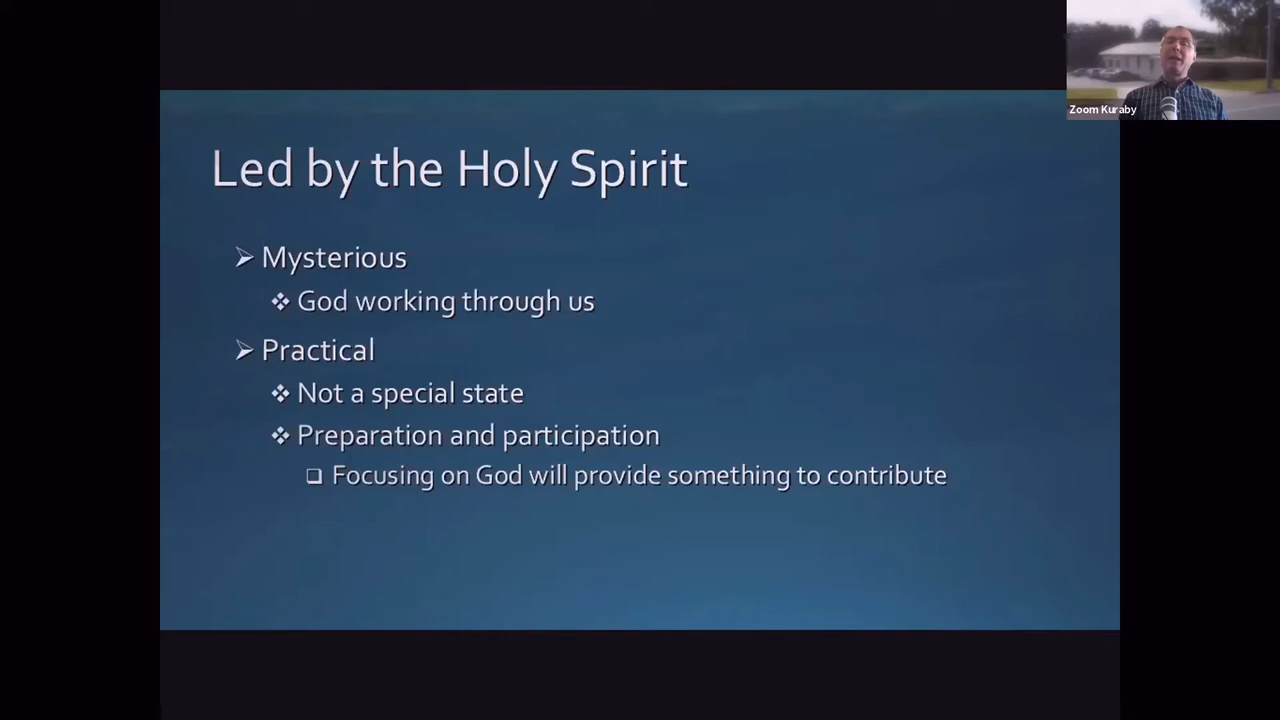 Zoom Kuraby
Led by the Holy Spirit
Mysterious
God working through us
Practical
Not a special state
Preparation and participation
Focusing on God will provide something to contribute